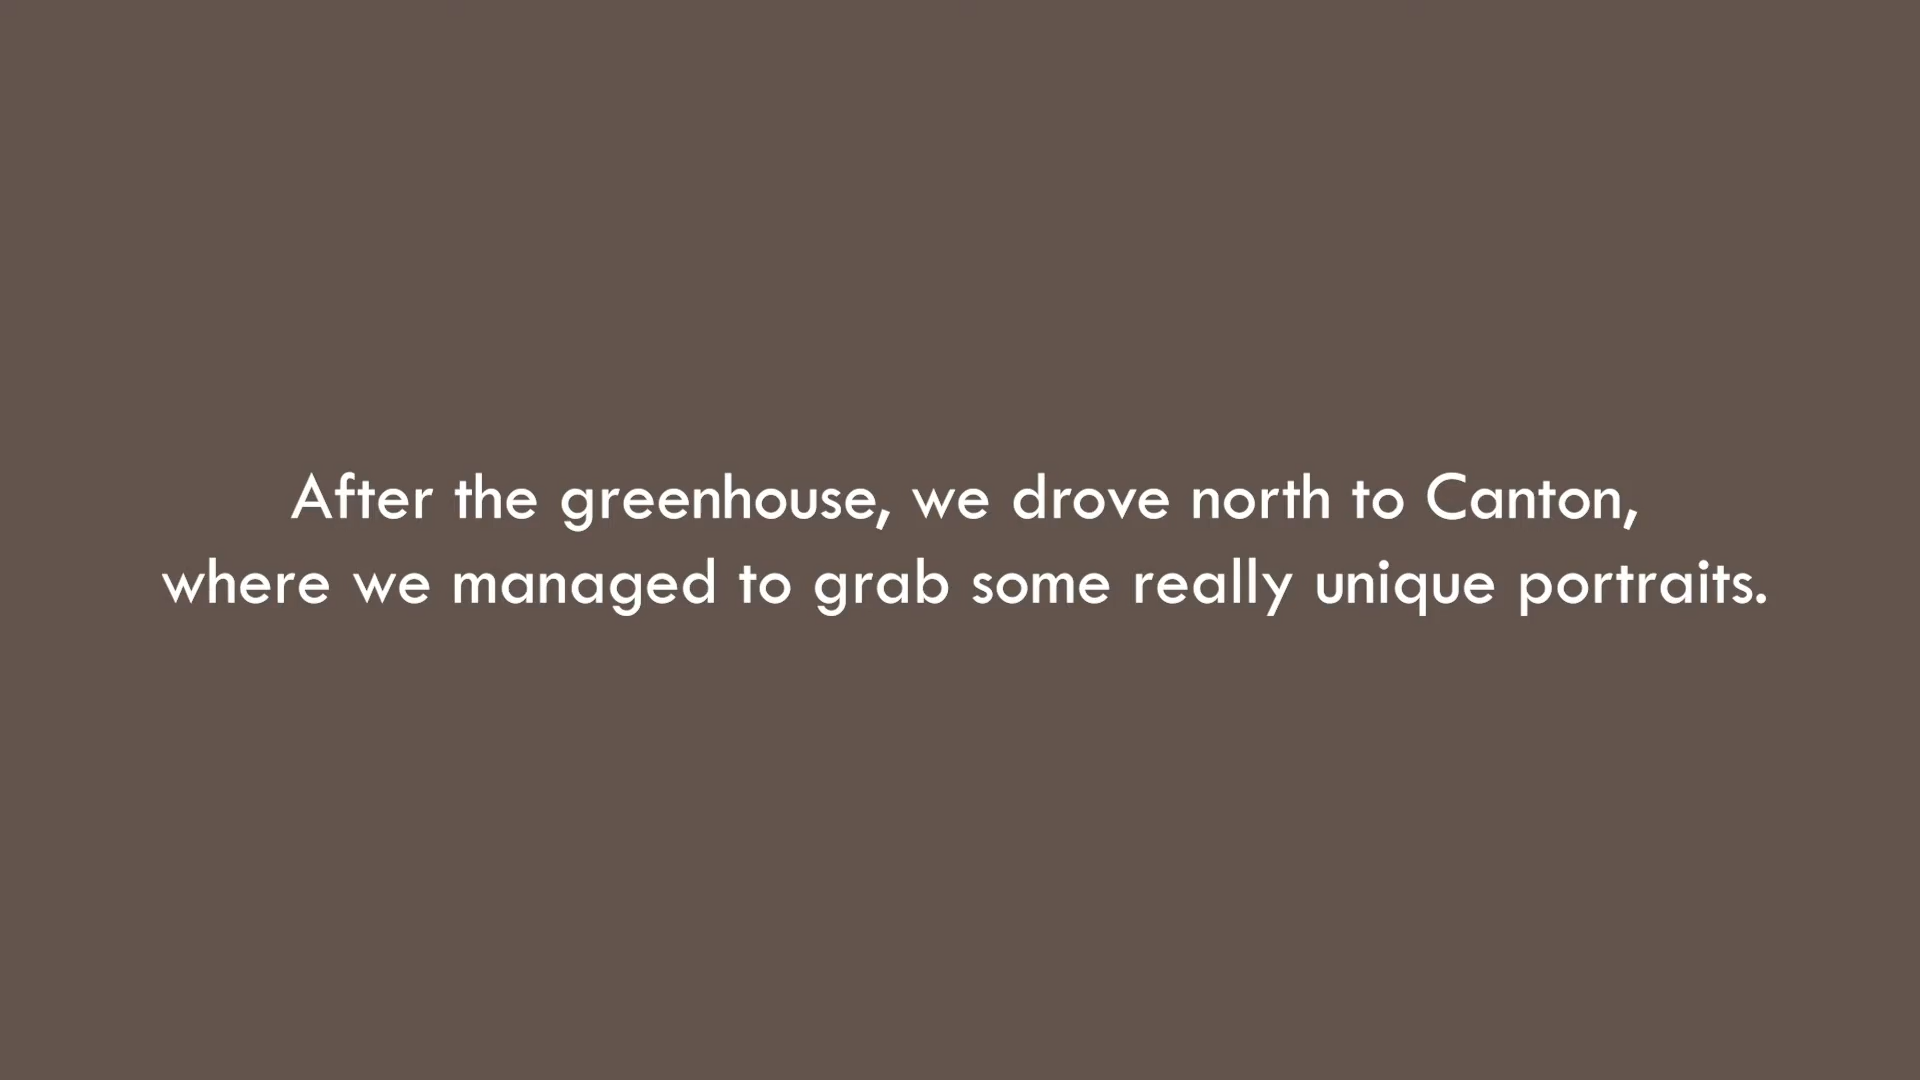 After the greenhouse, we drove north to Canton,
where we managed to grab some really unique portraits.